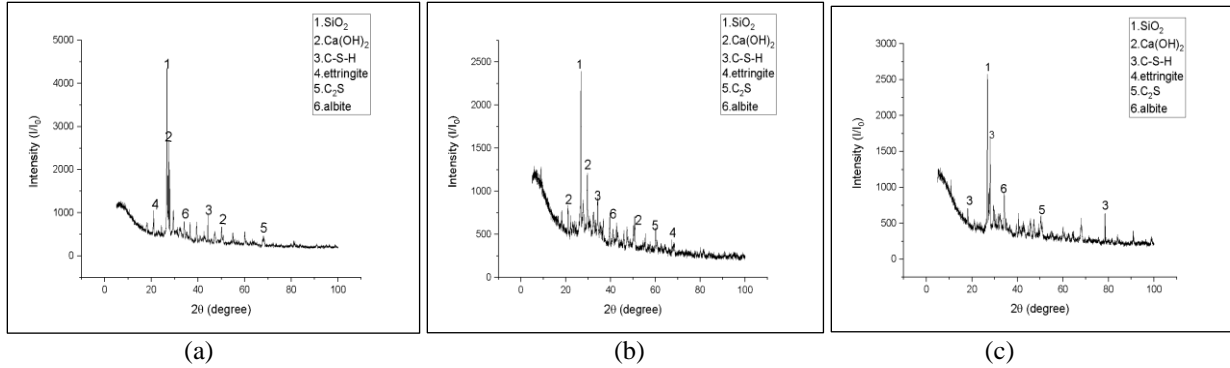 1.SiO₂
2.Ca(OH)₂
3.C-S-H
4.ettringite
5.C₂S
6.albite
5000
4000
3000
2000
1000
0
Intensity (I/I₀)
1
2
4
6
3
2
5
0 20 40 60 80 100
2θ (degree)
(a)
1.SiO₂
2.Ca(OH)₂
3.C-S-H
4.ettringite
5.C₂S
6.albite
2500
2000
1500
1000
500
0
Intensity (I/I₀)
1
2
2
3
6
2
5
4
0 20 40 60 80 100
2θ (degree)
(b)
1.SiO₂
2.Ca(OH)₂
3.C-S-H
4.ettringite
5.C₂S
6.albite
3000
2500
2000
1500
1000
500
0
Intensity (I/I₀)
1
3
3
6
5
3
0 20 40 60 80 100
2θ (degree)
(c)